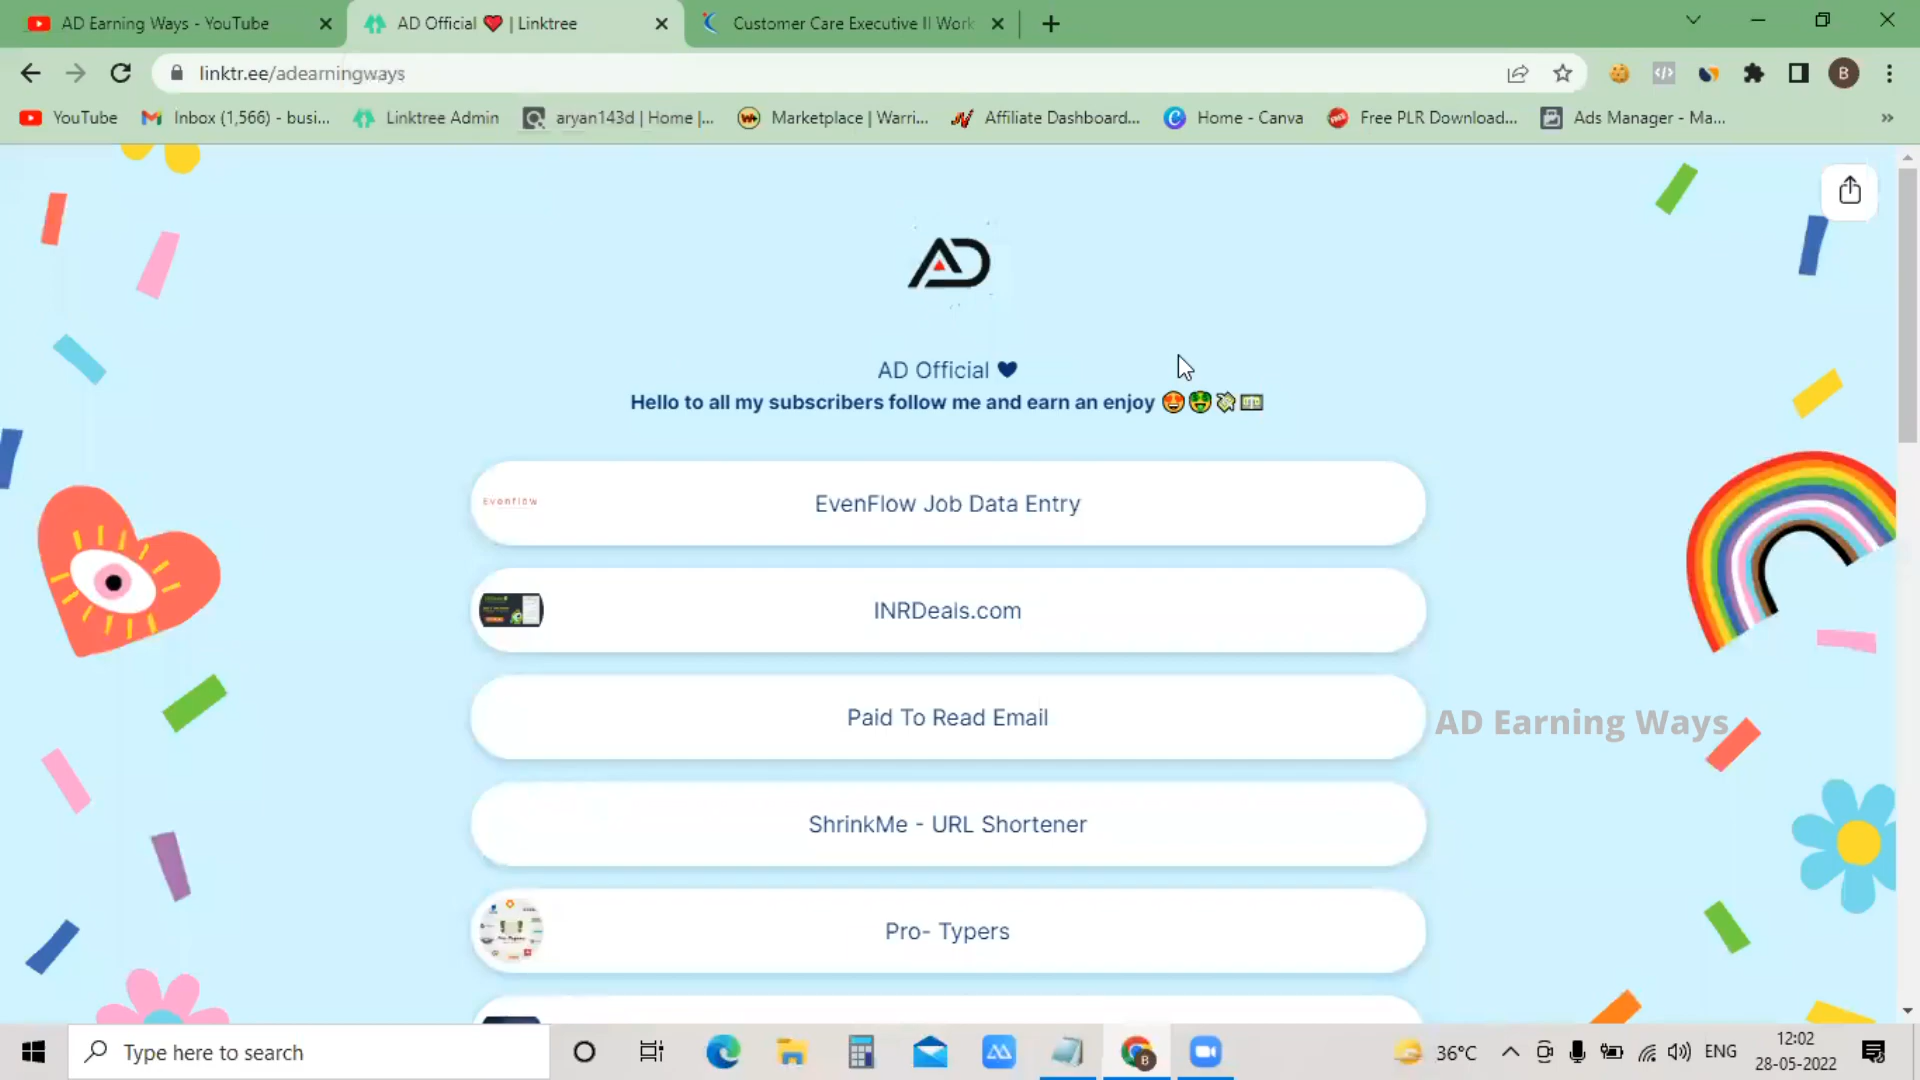 AD Earning Ways - YouTube
AD Official ❤ | Linktree
Customer Care Executive II Work
linktr.ee/adearningways
B
YouTube
Inbox (1,566) - busi...
Linktree Admin
aryan143d | Home |...
Marketplace | Warri...
Affiliate Dashboard...
Home - Canva
Free PLR Download...
Ads Manager - Ma...
»
AD
AD Official 🖤
Hello to all my subscribers follow me and earn an enjoy 😍🤑💸💵
Evenflow
EvenFlow Job Data Entry
INRDeals.com
Paid To Read Email
AD Earning Ways
ShrinkMe - URL Shortener
Pro- Typers
Type here to search
36°C
ENG
12:02
28-05-2022